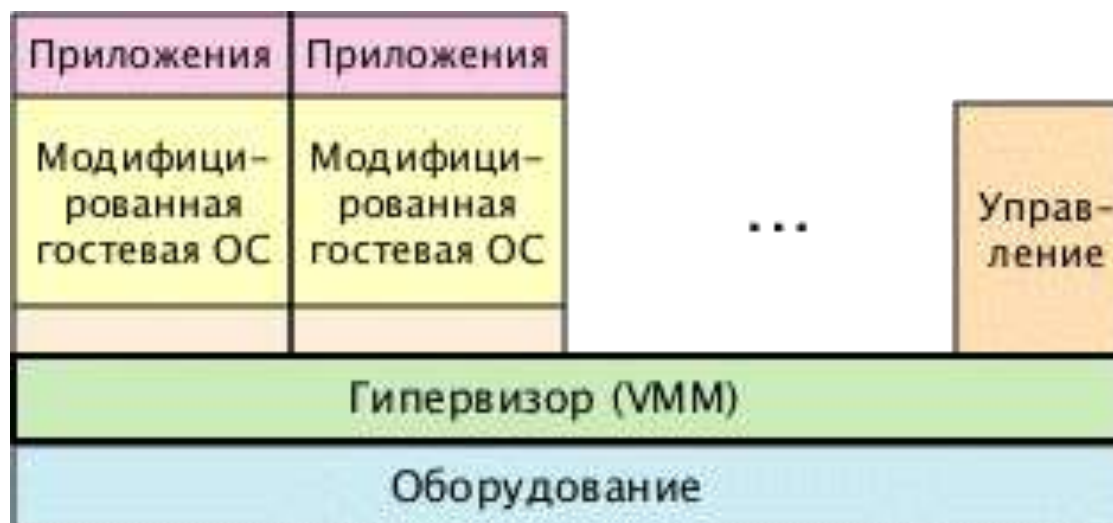 Приложения
Приложения
Модифици-
рованная
гостевая ОС
Модифици-
рованная
гостевая ОС
...
Управ-
ление
Гипервизор (VMM)
Оборудование